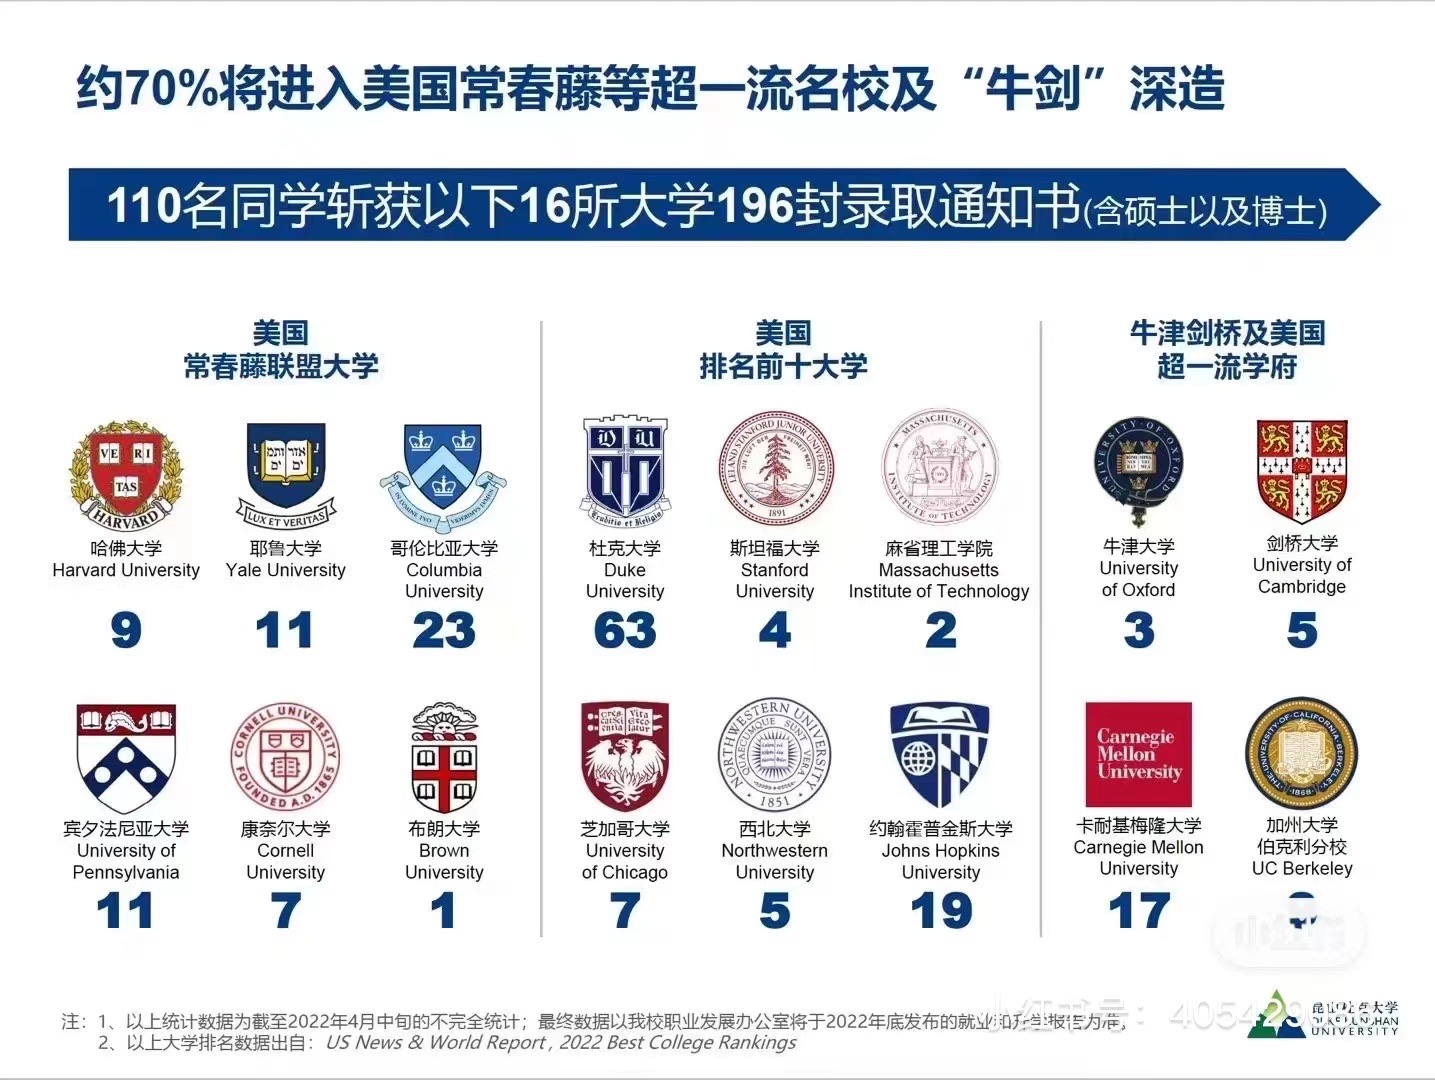 约70%将进入美国常春藤等超一流名校及“牛剑”深造
110名同学斩获以下16所大学196封录取通知书(含硕士以及博士)
美国
常春藤联盟大学
VE RI
TAS
HARVARD
哈佛大学
Harvard University
9
LUX ET VERITAS
耶鲁大学
Yale University
11
哥伦比亚大学
Columbia
University
23
宾夕法尼亚大学
University of
Pennsylvania
11
CORNELL UNIVERSITY
FOUNDED A.D. 1865
康奈尔大学
Cornell
University
7
布朗大学
Brown
University
1
美国
排名前十大学
D U
Eruditio et Religio
杜克大学
Duke
University
63
LELAND STANFORD JUNIOR UNIVERSITY
1891
斯坦福大学
Stanford
University
4
MASSACHUSETTS
INSTITUTE OF TECHNOLOGY
麻省理工学院
Massachusetts
Institute of Technology
2
芝加哥大学
University
of Chicago
7
NORTHWESTERN UNIVERSITY
1851
西北大学
Northwestern
University
5
约翰霍普金斯大学
Johns Hopkins
University
19
牛津剑桥及美国
超一流学府
UNIVERSITY OF OXFORD
牛津大学
University
of Oxford
3
剑桥大学
University of
Cambridge
5
Carnegie
Mellon
University
卡耐基梅隆大学
Carnegie Mellon
University
17
THE UNIVERSITY OF CALIFORNIA BERKELEY
1868
加州大学
伯克利分校
UC Berkeley
注：1、以上统计数据为截至2022年4月中旬的不完全统计；最终数据以我校职业发展办公室将于2022年底发布的就业和升学报告为准。
2、以上大学排名数据出自：US News & World Report , 2022 Best College Rankings
小红书
小红书号：
昆山杜克大学
DUKE KUNSHAN
UNIVERSITY